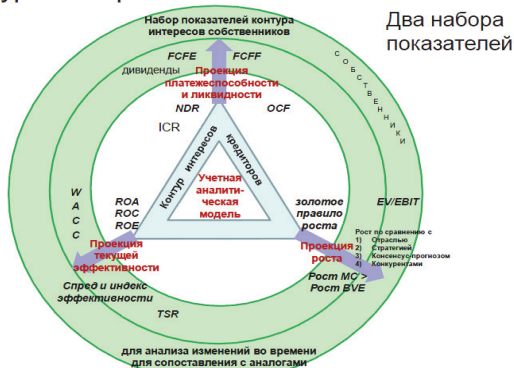 Два набора
показателей
Набор показателей контура
интересов собственников
СОБСТВЕННИКИ
FCFE FCFF
дивиденды
Проекция
платежеспособности
и ликвидности
NDR OCF
ICR
Контур интересов кредиторов
Учетная
аналити-
ческая
модель
WACC
ROA
ROC
ROE
золотое
правило
роста
EV/EBIT
Рост по сравнению с
1) Отраслью
2) Стратегией
3) Консенсус-прогнозом
4) Конкурентами
Проекция
текущей
эффективности
Проекция
роста
Рост МС >
Рост BVE
Спред и индекс
эффективности
TSR
для анализа изменений во времени
для сопоставления с аналогами